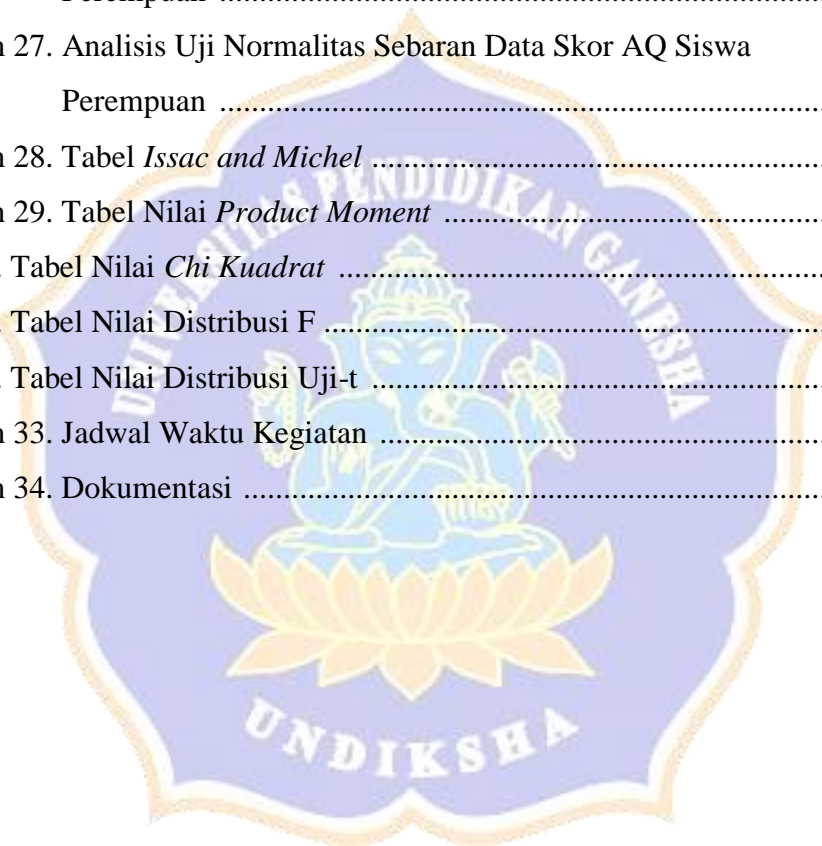 Perempuan ........................................................................
n 27. Analisis Uji Normalitas Sebaran Data Skor AQ Siswa
Perempuan ........................................................................
n 28. Tabel Issac and Michel ........................................................
n 29. Tabel Nilai Product Moment ...............................................
. Tabel Nilai Chi Kuadrat ............................................................
. Tabel Nilai Distribusi F ..............................................................
. Tabel Nilai Distribusi Uji-t ........................................................
n 33. Jadwal Waktu Kegiatan .......................................................
n 34. Dokumentasi ........................................................................
UNIVERSITAS PENDIDIKAN GANESHA
UNDIKSHA